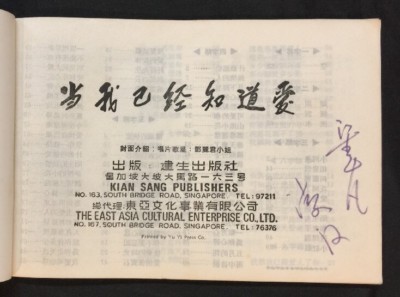 当我已經知道愛
封面介紹：唱片歌星：鄧麗君小姐
出版：建生出版社
星加坡大坡大馬路一六三号
KIAN SANG PUBLISHERS
NO. 163, SOUTH BRIDGE ROAD, SINGAPORE. TEL: 97211
總代理：東亞文化事業有限公司
THE EAST ASIA CULTURAL ENTERPRISE CO., LTD.
NO. 167, SOUTH BRIDGE ROAD, SINGAPORE. TEL: 76376
Printed by Yu Yi Press Co.